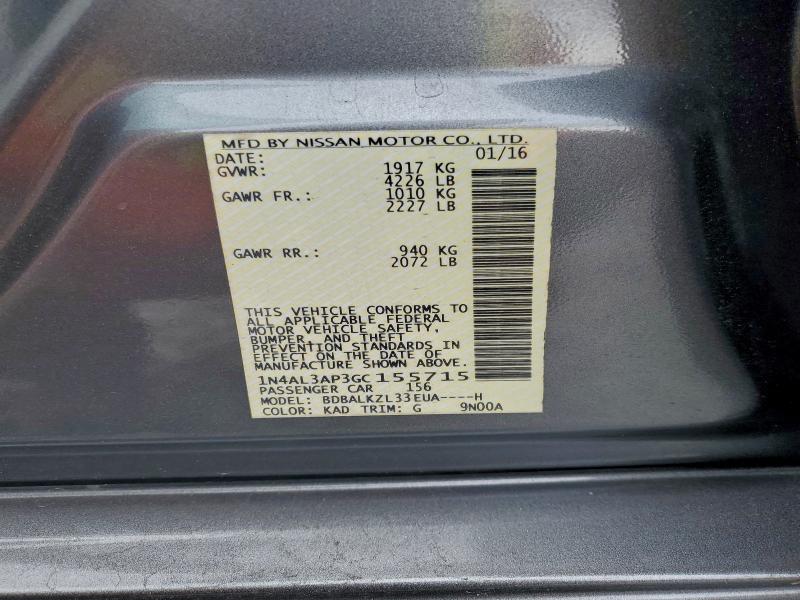 MFD BY NISSAN MOTOR CO., LTD.
DATE: 01/16
GVWR: 1917 KG
4226 LB
GAWR FR.: 1010 KG
2227 LB
GAWR RR.: 940 KG
2072 LB
THIS VEHICLE CONFORMS TO
ALL APPLICABLE FEDERAL
MOTOR VEHICLE SAFETY,
BUMPER, AND THEFT
PREVENTION STANDARDS IN
EFFECT ON THE DATE OF
MANUFACTURE SHOWN ABOVE.
1N4AL3AP3GC155715
PASSENGER CAR 156
MODEL: BDBALKZL33EUA----H
COLOR: KAD TRIM: G 9N00A